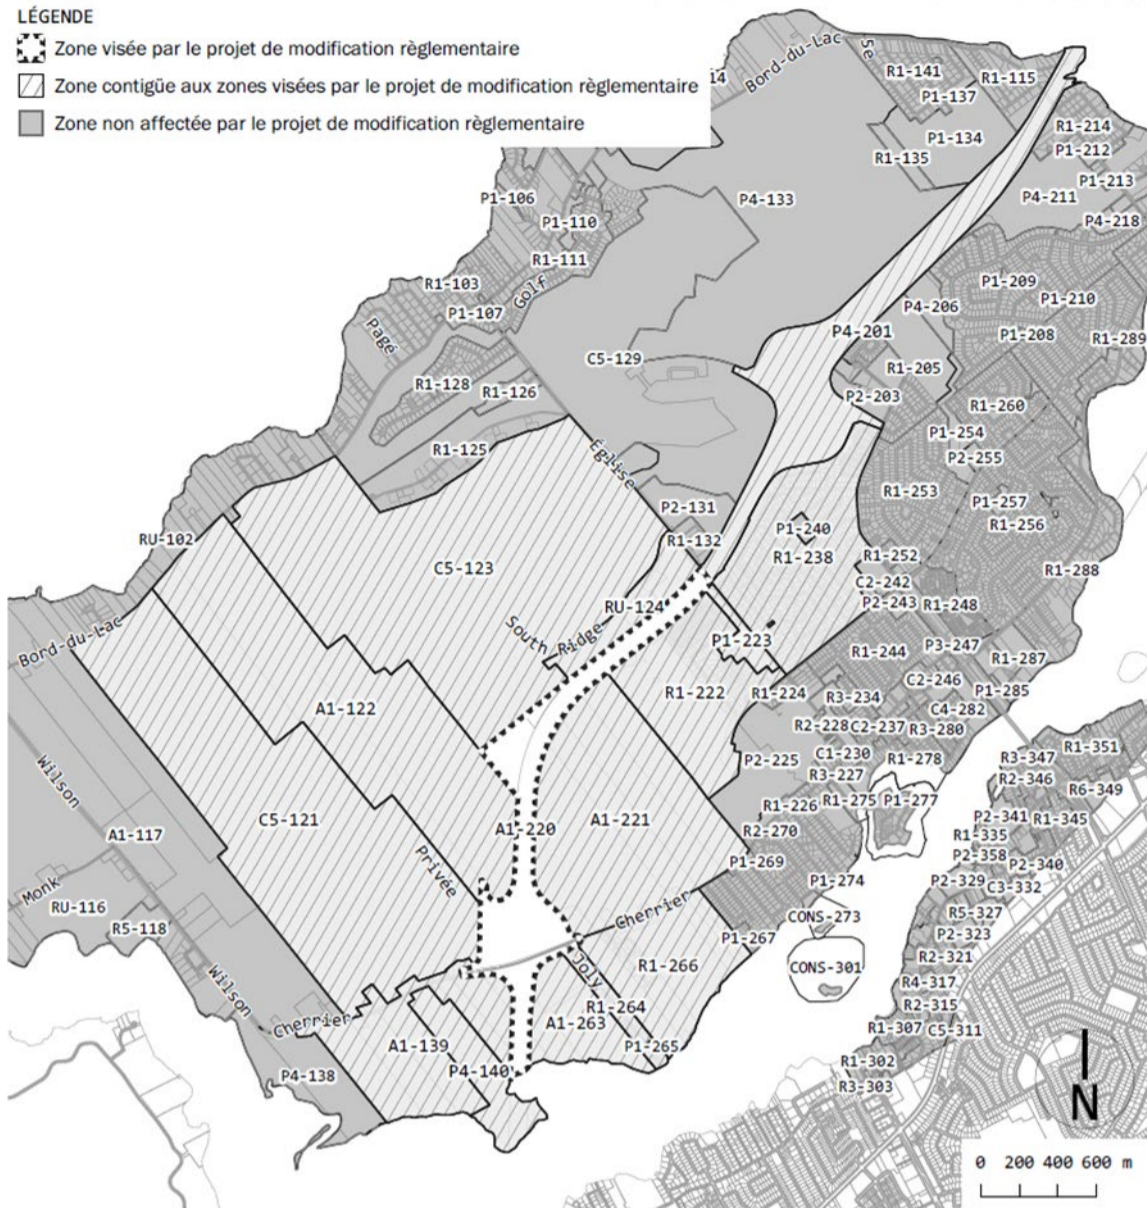 LÉGENDE
Zone visée par le projet de modification règlementaire
Zone contigüe aux zones visées par le projet de modification règlementaire
Zone non affectée par le projet de modification règlementaire
Bord-du-Lac
5e
R1-141
R1-115
P1-137
R1-214
P1-134
P1-212
R1-135
P1-213
P1-106
P4-133
P4-211
P1-110
P4-218
R1-111
R1-103
Golf
P1-209
P1-107
P4-206
P1-210
Pagé
P4-201
P1-208
R1-289
C5-129
R1-205
R1-128
R1-126
P2-203
R1-260
P1-254
R1-125
Église
P2-255
R1-253
P2-131
P1-257
P1-240
R1-256
RU-102
R1-132
R1-238
R1-252
C5-123
R1-288
C2-242
RU-124
P2-243
R1-248
Bord-du-Lac
South Ridge
P1-223
R1-244
P3-247
R1-287
R1-222
R1-224
C2-246
P1-285
A1-122
R3-234
C4-282
R2-228
C2-237
R3-280
Wilson
P2-225
C1-230
R1-278
R3-347
R1-351
R3-227
R2-346
R1-226
R1-275
P1-277
R6-349
C5-121
A1-220
A1-221
P2-341
R1-345
A1-117
R2-270
R1-335
Privée
P1-269
P2-358
P2-340
Monk
P1-274
P2-329
C3-332
RU-116
Cherrier
R5-118
CONS-273
R5-327
P1-267
P2-323
R1-266
CONS-301
R2-321
Wilson
Joly
R4-317
R1-264
R2-315
Cherrier
A1-263
R1-307
C5-311
A1-139
P1-265
R1-302
P4-138
P4-140
R3-303
N
0 200 400 600 m